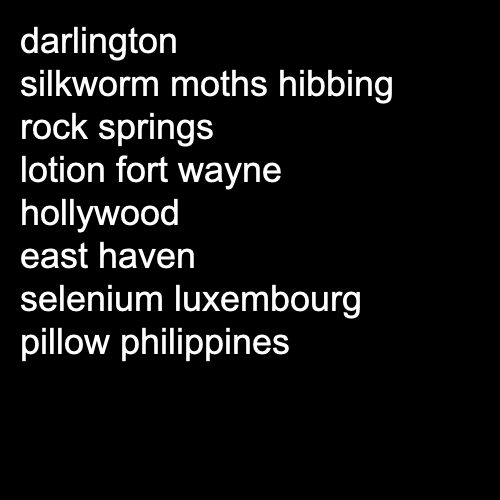 darlington
silkworm moths hibbing
rock springs
lotion fort wayne
hollywood
east haven
selenium luxembourg
pillow philippines